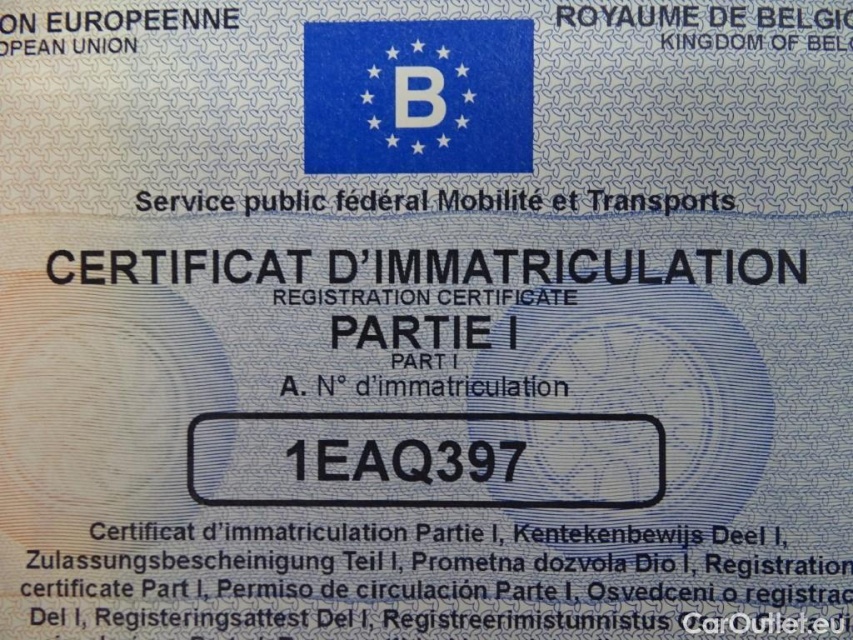 ON EUROPEENNE
OPEAN UNION
ROYAUME DE BELGIQ
KINGDOM OF BELG
B
Service public fédéral Mobilité et Transports
CERTIFICAT D'IMMATRICULATION
REGISTRATION CERTIFICATE
PARTIE I
PART I
A. N° d'immatriculation
1EAQ397
Certificat d'immatriculation Partie I, Kentekenbewijs Deel I,
Zulassungsbescheinigung Teil I, Prometna dozvola Dio I, Registration
certificate Part I, Permiso de circulación Parte I, Osvedceni o registrac
Del I, Registeringsattest Del I, Registreerimistunnistus
CarOutlet.eu